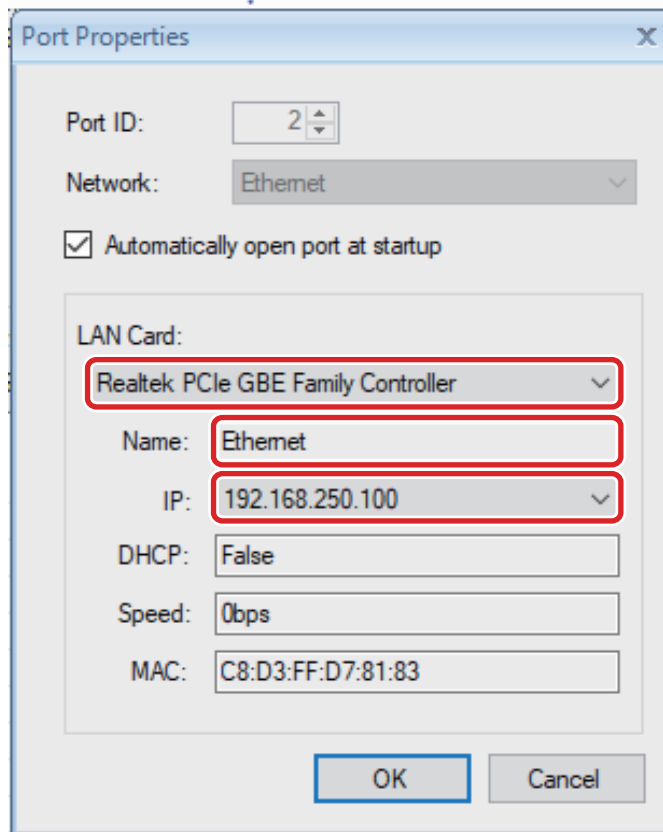 Port Properties
Port ID: 2
Network: Ethernet
Automatically open port at startup
LAN Card:
Realtek PCIe GBE Family Controller
Name: Ethernet
IP: 192.168.250.100
DHCP: False
Speed: 0bps
MAC: C8:D3:FF:D7:81:83
OK Cancel